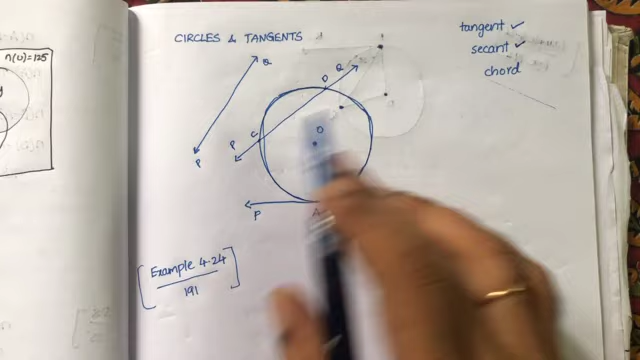 n(U)=125
CIRCLES & TANGENTS
tangent ✓
secant ✓
chord
Q
P
Q
D
C
P
O
P
A
[Example 4.24
191]